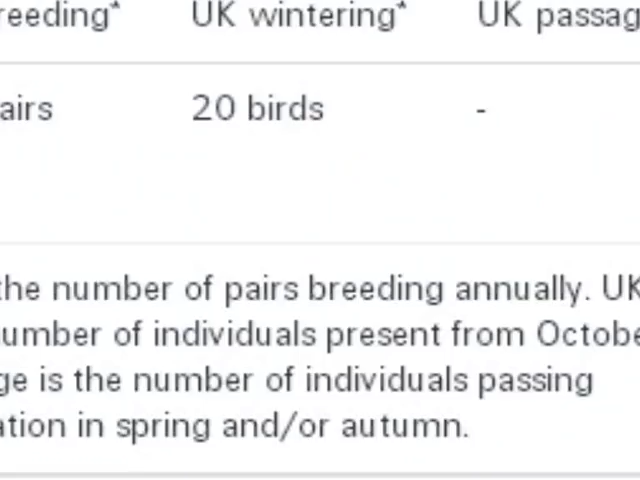 reeding* UK wintering* UK passag
airs 20 birds -
the number of pairs breeding annually. UK
umber of individuals present from Octobe
ge is the number of individuals passing
ation in spring and/or autumn.